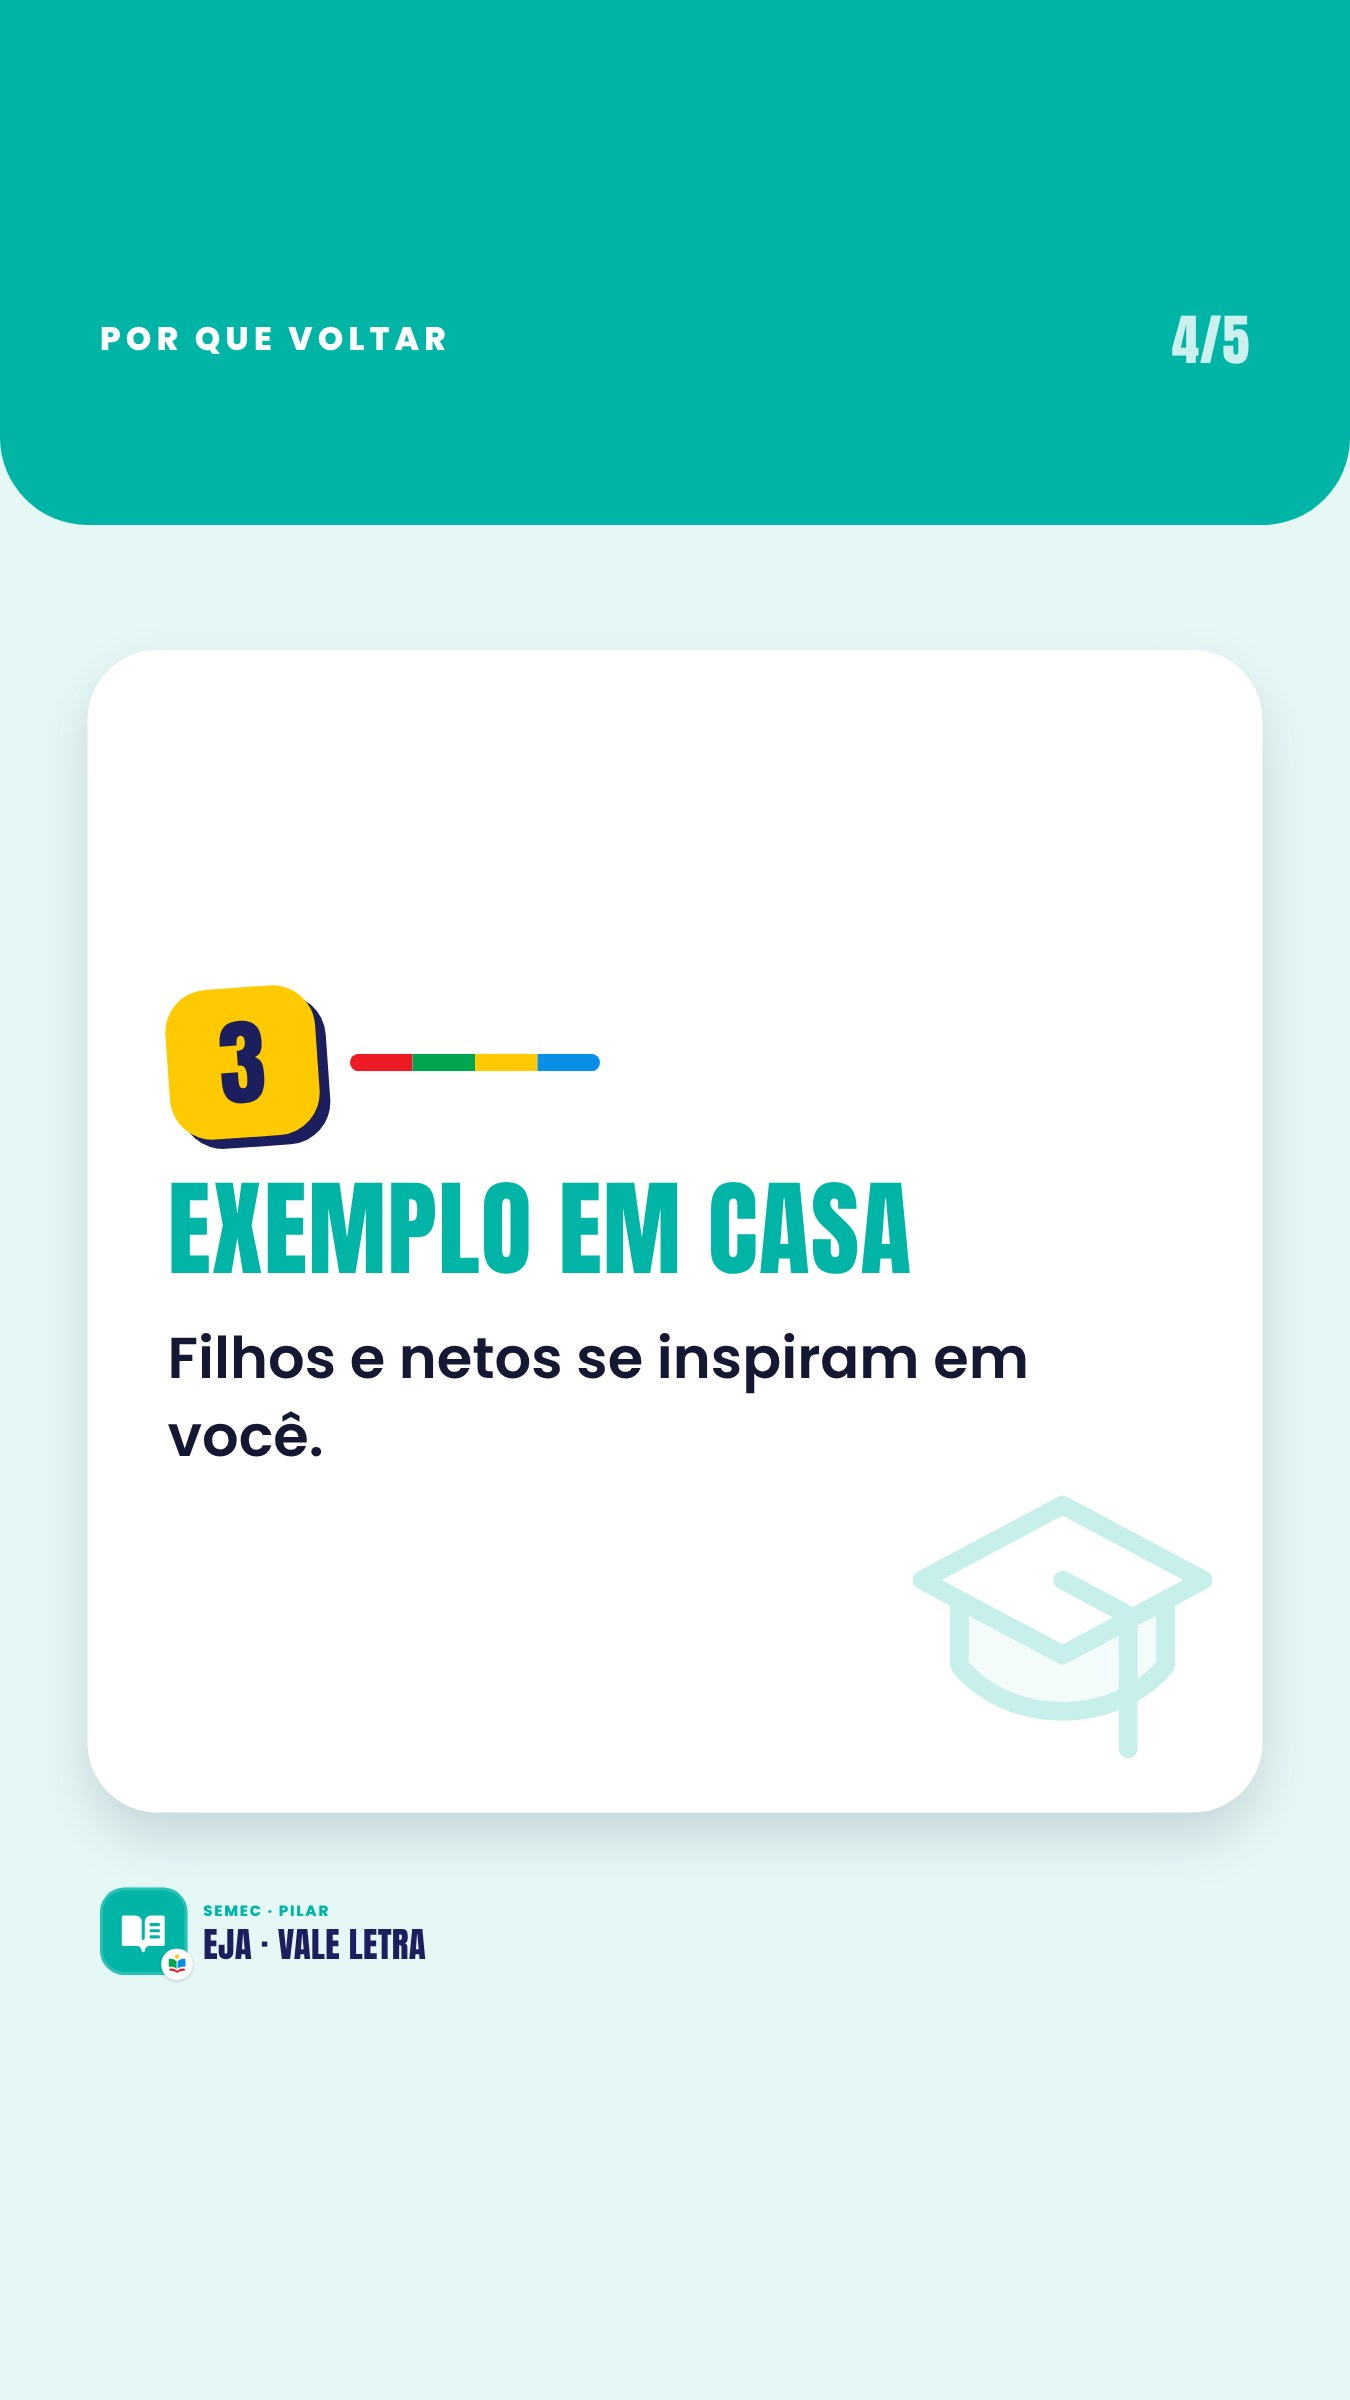 POR QUE VOLTAR
4/5
3
EXEMPLO EM CASA
Filhos e netos se inspiram em
você.
SEMEC · PILAR
EJA · VALE LETRA